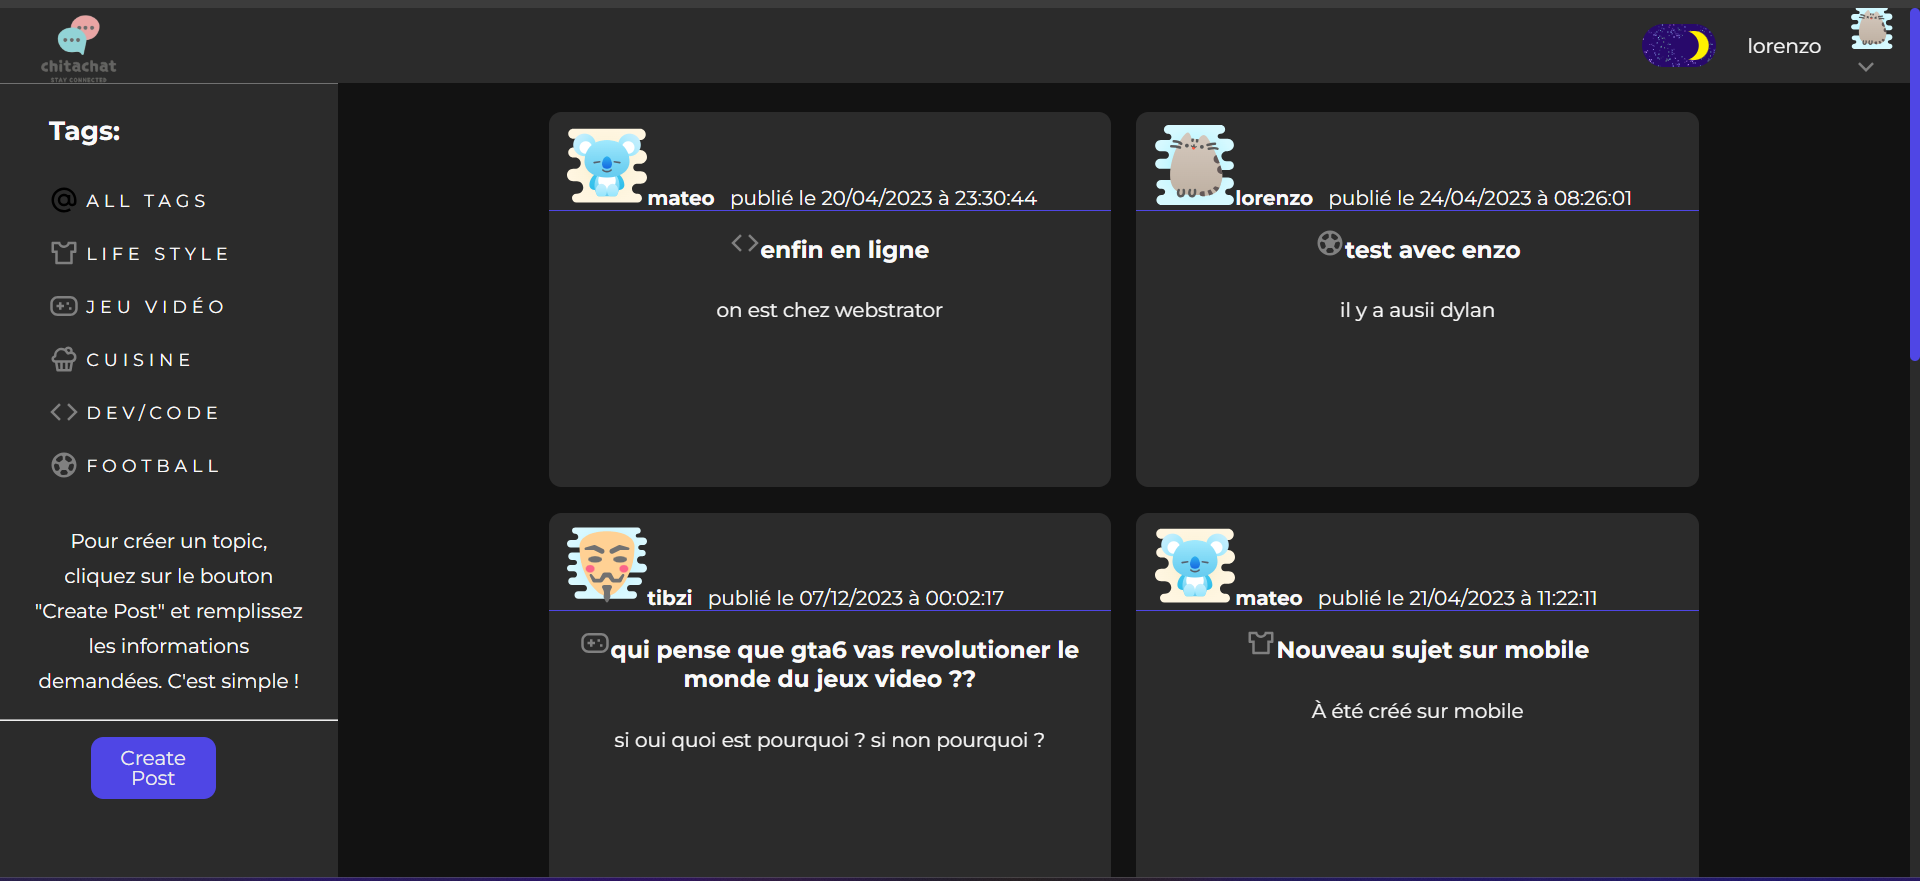 chitachat
STAY CONNECTED
lorenzo
Tags:
ALL TAGS
LIFE STYLE
JEU VIDÉO
CUISINE
DEV/CODE
FOOTBALL
Pour créer un topic,
cliquez sur le bouton
"Create Post" et remplissez
les informations
demandées. C'est simple !
Create
Post
mateo publié le 20/04/2023 à 23:30:44
enfin en ligne
on est chez webstrator
lorenzo publié le 24/04/2023 à 08:26:01
test avec enzo
il y a ausii dylan
tibzi publié le 07/12/2023 à 00:02:17
qui pense que gta6 vas revolutioner le
monde du jeux video ??
si oui quoi est pourquoi ? si non pourquoi ?
mateo publié le 21/04/2023 à 11:22:11
Nouveau sujet sur mobile
À été créé sur mobile